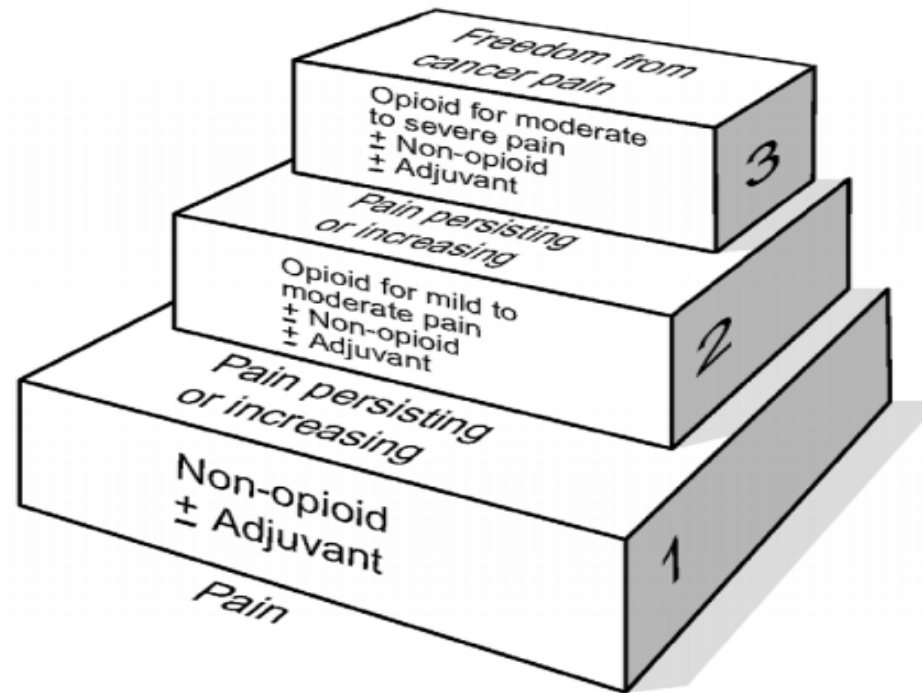 Freedom from
cancer pain
Opioid for moderate
to severe pain
± Non-opioid
± Adjuvant
3
Pain persisting
or increasing
Opioid for mild to
moderate pain
± Non-opioid
± Adjuvant
2
Pain persisting
or increasing
Non-opioid
± Adjuvant
1
Pain